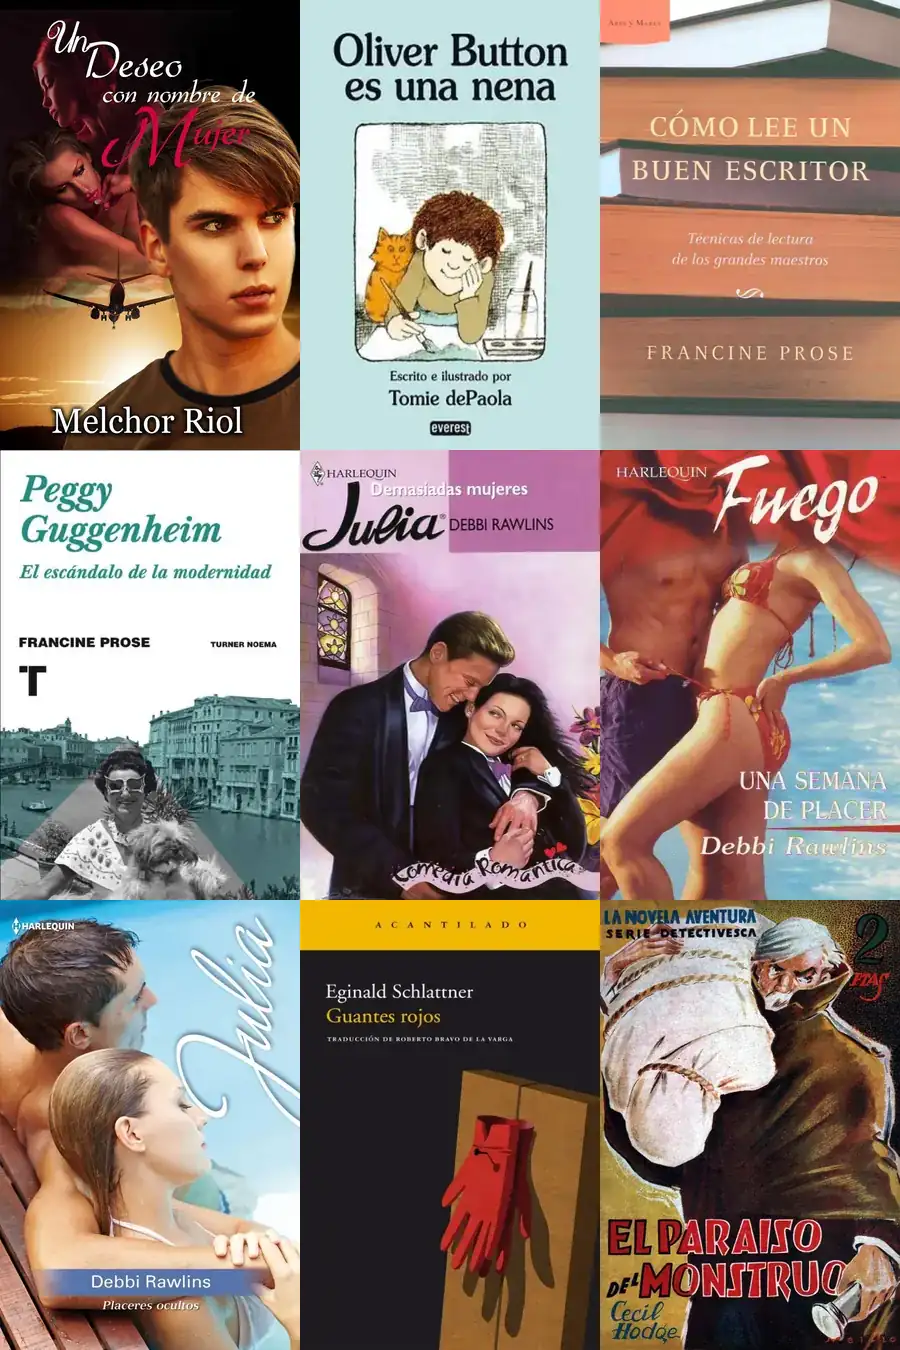 Un
Deseo
con nombre de
Mujer
Melchor Riol
Oliver Button
es una nena
Escrito e ilustrado por
Tomie dePaola
everest
ARTE Y MARES
CÓMO LEE UN
BUEN ESCRITOR
Técnicas de lectura
de los grandes maestros
FRANCINE PROSE
Peggy
Guggenheim
El escándalo de la modernidad
FRANCINE PROSE
TURNER NOEMA
T
HARLEQUIN
Demasiadas mujeres
Julia
DEBBI RAWLINS
Comedia Romántica
HARLEQUIN
Fuego
UNA SEMANA
DE PLACER
Debbi Rawlins
HARLEQUIN
Julia
Debbi Rawlins
Placeres ocultos
ACANTILADO
Eginald Schlattner
Guantes rojos
TRADUCCIÓN DE ROBERTO BRAVO DE LA VARGA
LA NOVELA AVENTURA
SERIE DETECTIVESCA
2
PTAS
EL PARAISO
DEL MONSTRUO
Cecil
Hodge